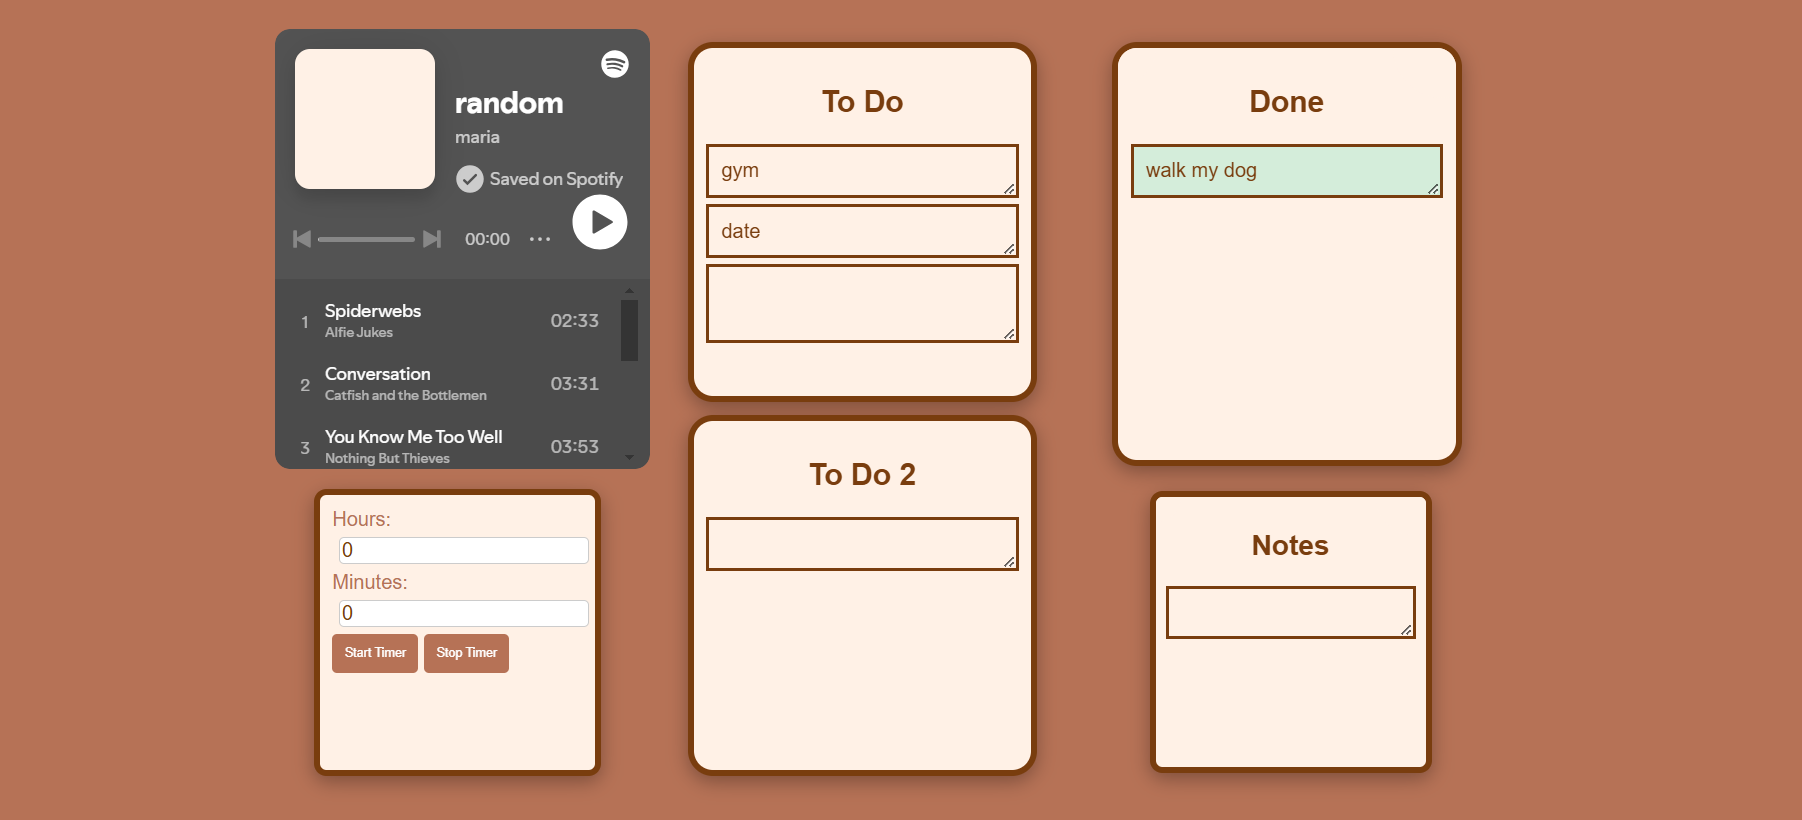 random
maria
Saved on Spotify
00:00
1 Spiderwebs 02:33
Alfie Jukes
2 Conversation 03:31
Catfish and the Bottlemen
3 You Know Me Too Well 03:53
Nothing But Thieves
Hours:
0
Minutes:
0
Start Timer Stop Timer
To Do
gym
date
To Do 2
Done
walk my dog
Notes